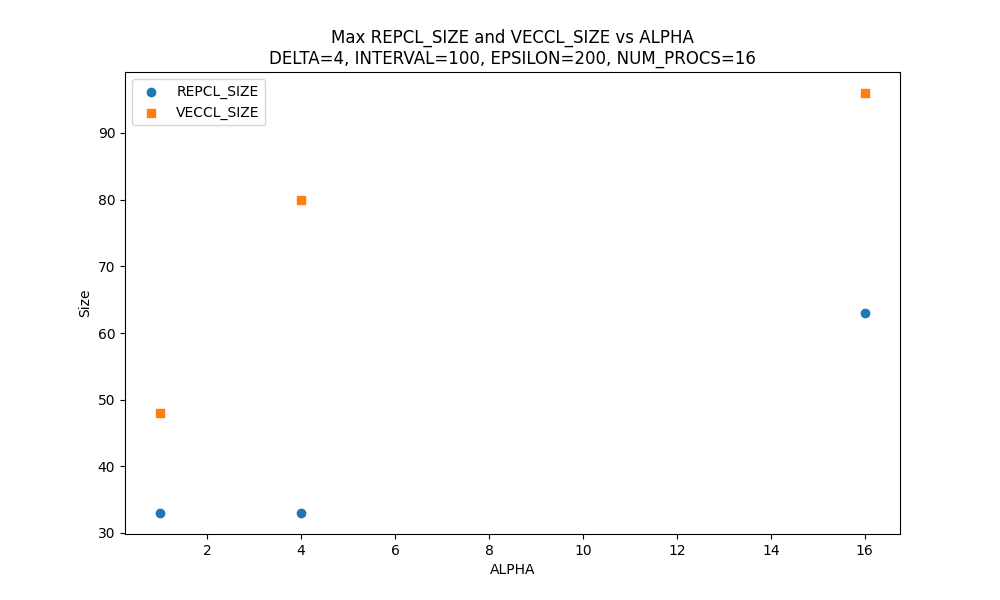 Max REPCL_SIZE and VECCL_SIZE vs ALPHA
DELTA=4, INTERVAL=100, EPSILON=200, NUM_PROCS=16
REPCL_SIZE
VECCL_SIZE
90
80
70
60
50
40
30
Size
2
4
6
8
10
12
14
16
ALPHA